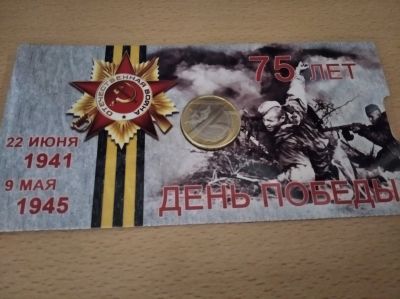 75 ЛЕТ
ОТЕЧЕСТВЕННАЯ ВОЙНА
22 ИЮНЯ
1941
9 МАЯ
1945
ДЕНЬ ПОБЕДЫ